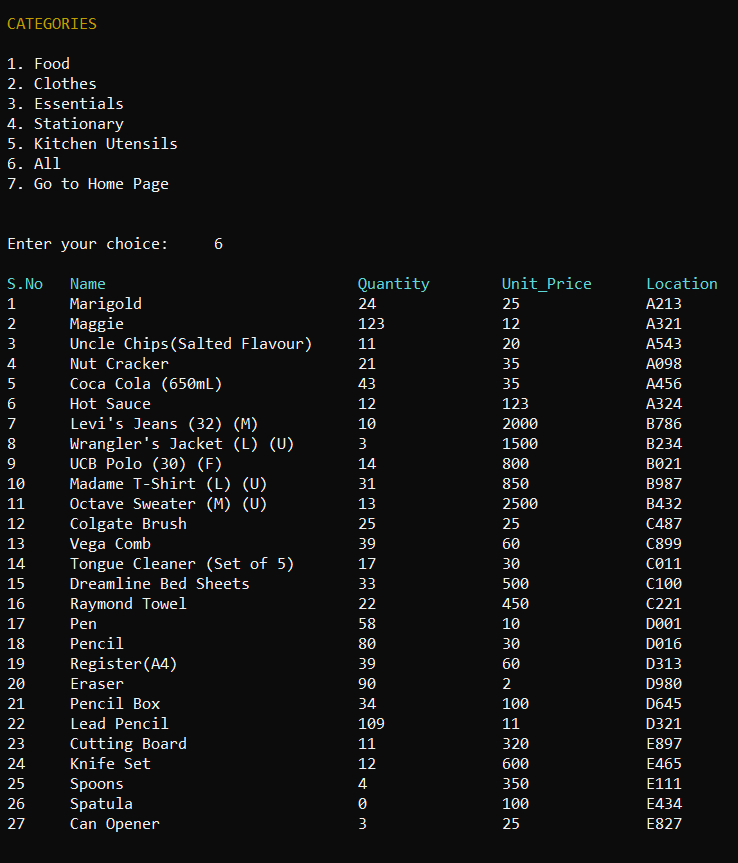 CATEGORIES
1. Food
2. Clothes
3. Essentials
4. Stationary
5. Kitchen Utensils
6. All
7. Go to Home Page
Enter your choice: 6
S.No Name Quantity Unit_Price Location
1 Marigold 24 25 A213
2 Maggie 123 12 A321
3 Uncle Chips(Salted Flavour) 11 20 A543
4 Nut Cracker 21 35 A098
5 Coca Cola (650mL) 43 35 A456
6 Hot Sauce 12 123 A324
7 Levi's Jeans (32) (M) 10 2000 B786
8 Wrangler's Jacket (L) (U) 3 1500 B234
9 UCB Polo (30) (F) 14 800 B021
10 Madame T-Shirt (L) (U) 31 850 B987
11 Octave Sweater (M) (U) 13 2500 B432
12 Colgate Brush 25 25 C487
13 Vega Comb 39 60 C899
14 Tongue Cleaner (Set of 5) 17 30 C011
15 Dreamline Bed Sheets 33 500 C100
16 Raymond Towel 22 450 C221
17 Pen 58 10 D001
18 Pencil 80 30 D016
19 Register(A4) 39 60 D313
20 Eraser 90 2 D980
21 Pencil Box 34 100 D645
22 Lead Pencil 109 11 D321
23 Cutting Board 11 320 E897
24 Knife Set 12 600 E465
25 Spoons 4 350 E111
26 Spatula 0 100 E434
27 Can Opener 3 25 E827